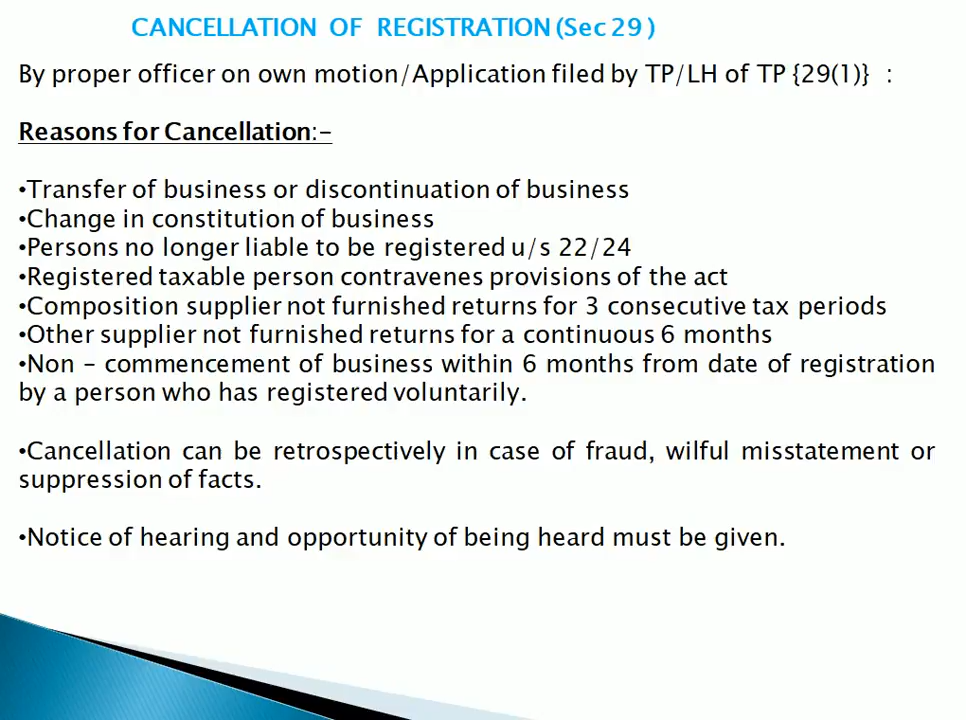 CANCELLATION OF REGISTRATION (Sec 29 )
By proper officer on own motion/Application filed by TP/LH of TP {29(1)} :
Reasons for Cancellation:-
•Transfer of business or discontinuation of business
•Change in constitution of business
•Persons no longer liable to be registered u/s 22/24
•Registered taxable person contravenes provisions of the act
•Composition supplier not furnished returns for 3 consecutive tax periods
•Other supplier not furnished returns for a continuous 6 months
•Non – commencement of business within 6 months from date of registration
by a person who has registered voluntarily.
•Cancellation can be retrospectively in case of fraud, wilful misstatement or
suppression of facts.
•Notice of hearing and opportunity of being heard must be given.